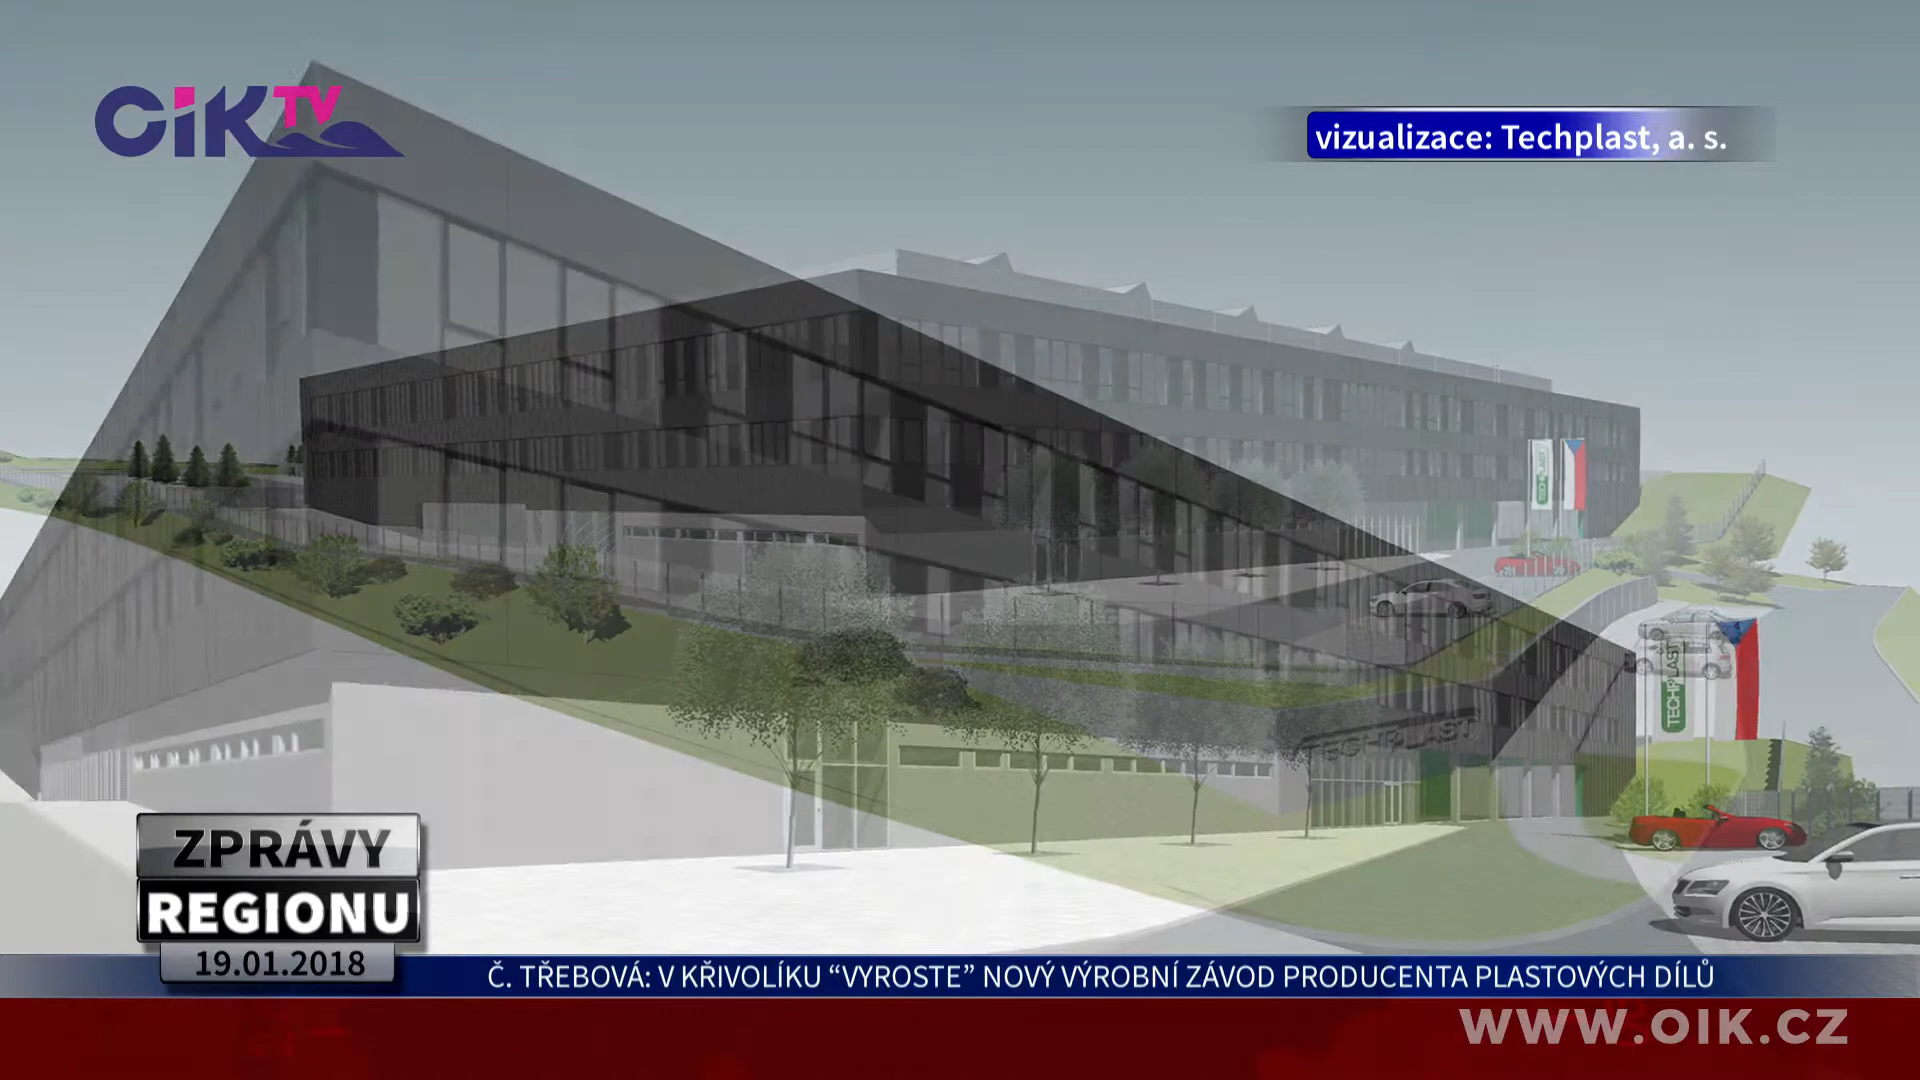 OIK TV
vizualizace: Techplast, a. s.
TECHPLAST
TECHPLAST
TECHPLAST
ZPRÁVY
REGIONU
19.01.2018
Č. TŘEBOVÁ: V KŘIVOLÍKU “VYROSTE” NOVÝ VÝROBNÍ ZÁVOD PRODUCENTA PLASTOVÝCH DÍLŮ
WWW.OIK.CZ